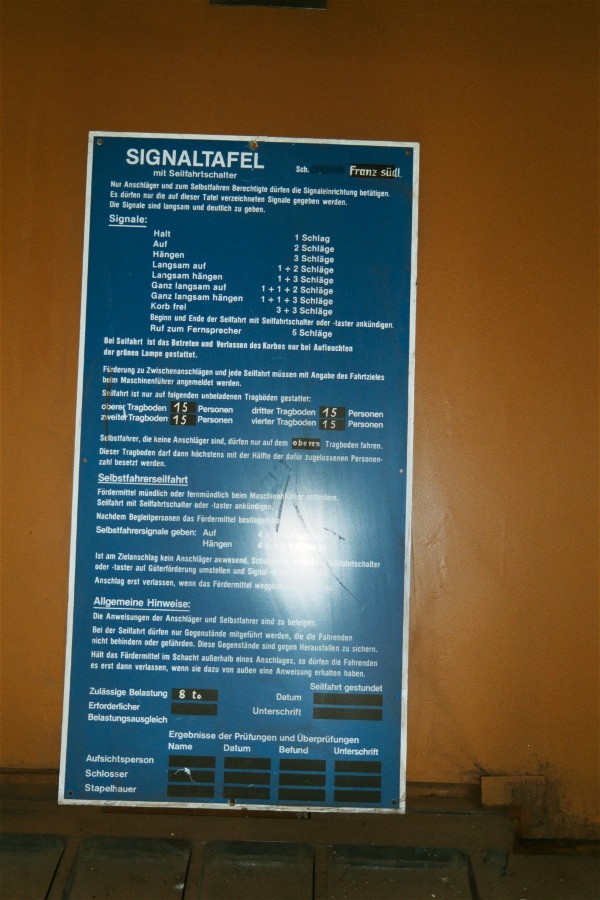 SIGNALTAFEL
mit Seilfahrtschalter
Sch. Franz südl.
Nur Anschläger und zum Selbstfahren Berechtigte dürfen die Signaleinrichtung betätigen.
Es dürfen nur die auf dieser Tafel verzeichneten Signale gegeben werden.
Die Signale sind langsam und deutlich zu geben.
Signale:
Halt 1 Schlag
Auf 2 Schläge
Hängen 3 Schläge
Langsam auf 1 + 2 Schläge
Langsam hängen 1 + 3 Schläge
Ganz langsam auf 1 + 1 + 2 Schläge
Ganz langsam hängen 1 + 1 + 3 Schläge
Korb frei 3 + 3 Schläge
Beginn und Ende der Seilfahrt mit Seilfahrtschalter oder -taster ankündigen.
Ruf zum Fernsprecher 5 Schläge
Bei Seifahrt ist das Betreten und Verlassen des Korbes nur bei Aufleuchten
der grünen Lampe gestattet.
Förderung zu Zwischenanschlägen und jede Seilfahrt müssen mit Angabe des Fahrtzieles
beim Maschinenführer angemeldet werden.
Seilfahrt ist nur auf folgenden unbeladenen Tragböden gestattet:
oberer Tragboden 15 Personen dritter Tragboden 15 Personen
zweiter Tragboden 15 Personen vierter Tragboden 15 Personen
Selbstfahrer, die keine Anschläger sind, dürfen nur auf dem oberen Tragboden fahren.
Dieser Tragboden darf dann höchstens mit der Hälfte der dafür zugelassenen Personen-
zahl besetzt werden.
Selbstfahrerseilfahrt
Fördermittel mündlich oder fernmündlich beim Maschinenführer anfordern.
Seilfahrt mit Seilfahrtschalter oder -taster ankündigen.
Nachdem Begleitpersonen das Fördermittel bestiegen
Selbstfahrersignale geben: Auf 4
Hängen 4
Ist am Zielanschlag kein Anschläger anwesend, Seilfahrtschalter
oder -taster auf Güterförderung umstellen und Signal
Anschlag erst verlassen, wenn das Fördermittel
Allgemeine Hinweise:
Die Anweisungen der Anschläger und Selbstfahrer sind zu befolgen.
Bei der Seilfahrt dürfen nur Gegenstände mitgeführt werden, die die Fahrenden
nicht behindern oder gefährden. Diese Gegenstände sind gegen Herausfallen zu sichern.
Hält das Fördermittel im Schacht außerhalb eines Anschlages, so dürfen die Fahrenden
es erst dann verlassen, wenn sie dazu von außen eine Anweisung erhalten haben.
Zulässige Belastung 8 to Seilfahrt gestundet
Erforderlicher Datum
Belastungsausgleich Unterschrift
Ergebnisse der Prüfungen und Überprüfungen
Name Datum Befund Unterschrift
Aufsichtsperson
Schlosser
Stapelhauer